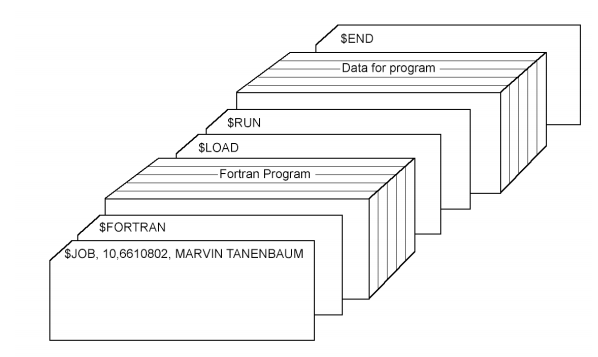 $END
Data for program
$RUN
$LOAD
Fortran Program
$FORTRAN
$JOB, 10,6610802, MARVIN TANENBAUM